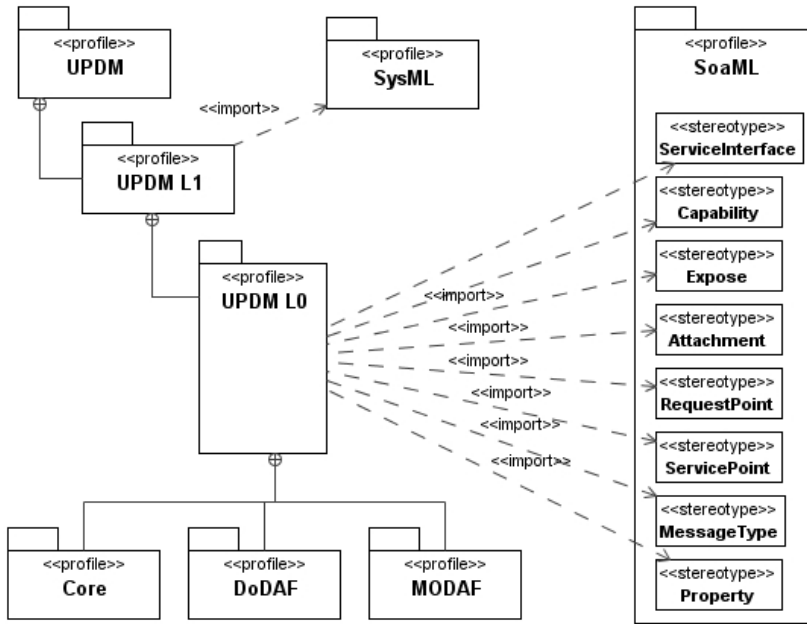 <<profile>>
UPDM
<<profile>>
SysML
<<profile>>
SoaML
<<import>>
<<profile>>
UPDM L1
<<stereotype>>
ServiceInterface
<<stereotype>>
Capability
<<profile>>
UPDM L0
<<stereotype>>
Expose
<<import>>
<<stereotype>>
Attachment
<<import>>
<<import>>
<<stereotype>>
RequestPoint
<<import>>
<<stereotype>>
ServicePoint
<<import>>
<<import>>
<<stereotype>>
MessageType
<<stereotype>>
Property
<<profile>>
Core
<<profile>>
DoDAF
<<profile>>
MODAF